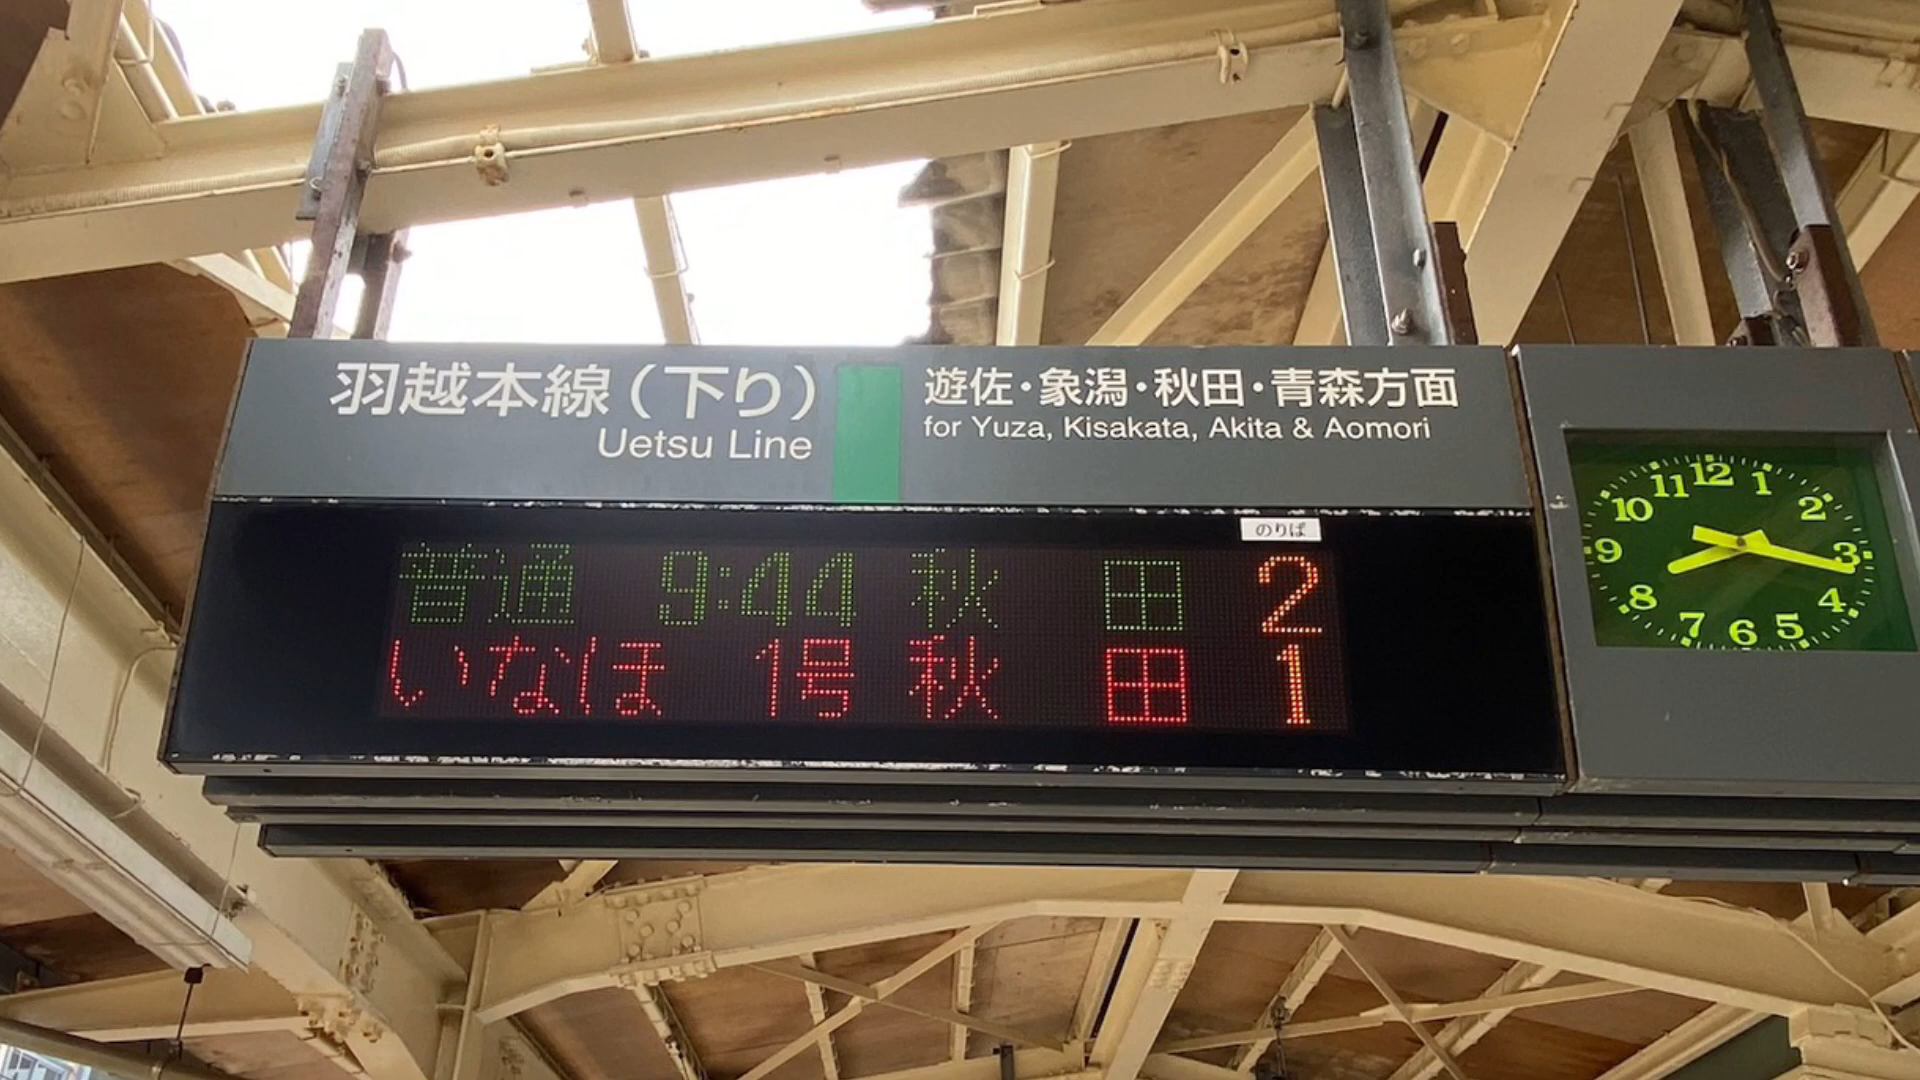 羽越本線(下り)
Uetsu Line
遊佐・象潟・秋田・青森方面
for Yuza, Kisakata, Akita & Aomori
のりば
普通 9:44 秋 田 2
いなほ 1号 秋 田 1
12
1
2
3
4
5
6
7
8
9
10
11